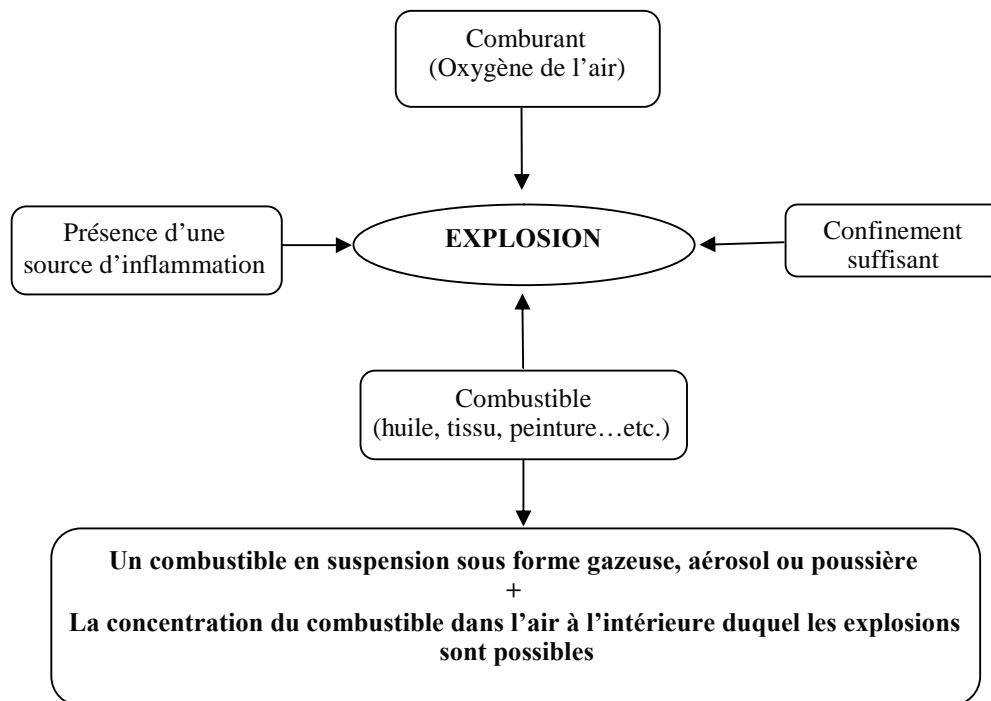 Comburant
(Oxygène de l’air)
Présence d’une
source d’inflammation
EXPLOSION
Confinement
suffisant
Combustible
(huile, tissu, peinture…etc.)
Un combustible en suspension sous forme gazeuse, aérosol ou poussière
+
La concentration du combustible dans l’air à l’intérieure duquel les explosions
sont possibles